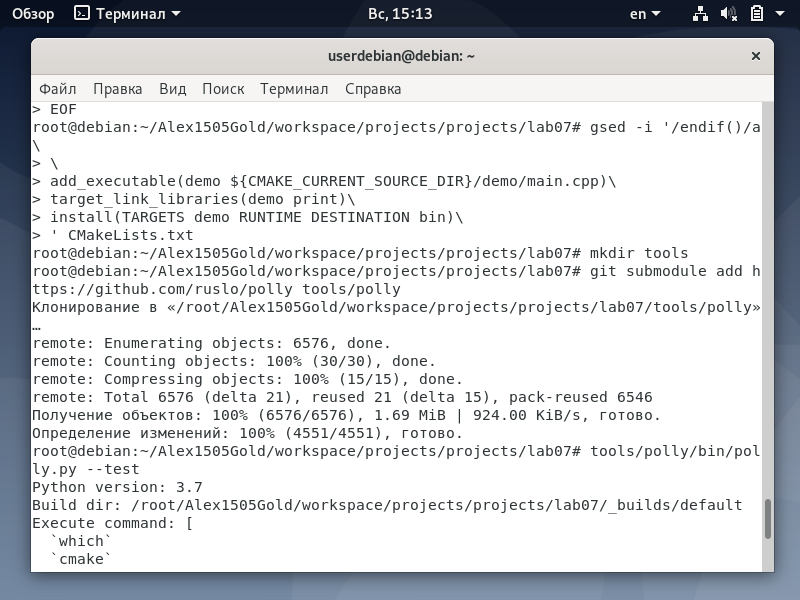 Обзор Терминал Вс, 15:13 en
userdebian@debian: ~ ×
Файл Правка Вид Поиск Терминал Справка
> EOF
root@debian:~/Alex1505Gold/workspace/projects/projects/lab07# gsed -i '/endif()/a
\
> \
> add_executable(demo ${CMAKE_CURRENT_SOURCE_DIR}/demo/main.cpp)\
> target_link_libraries(demo print)\
> install(TARGETS demo RUNTIME DESTINATION bin)\
> ' CMakeLists.txt
root@debian:~/Alex1505Gold/workspace/projects/projects/lab07# mkdir tools
root@debian:~/Alex1505Gold/workspace/projects/projects/lab07# git submodule add h
ttps://github.com/ruslo/polly tools/polly
Клонирование в «/root/Alex1505Gold/workspace/projects/projects/lab07/tools/polly»
…
remote: Enumerating objects: 6576, done.
remote: Counting objects: 100% (30/30), done.
remote: Compressing objects: 100% (15/15), done.
remote: Total 6576 (delta 21), reused 21 (delta 15), pack-reused 6546
Получение объектов: 100% (6576/6576), 1.69 MiB | 924.00 KiB/s, готово.
Определение изменений: 100% (4551/4551), готово.
root@debian:~/Alex1505Gold/workspace/projects/projects/lab07# tools/polly/bin/pol
ly.py --test
Python version: 3.7
Build dir: /root/Alex1505Gold/workspace/projects/projects/lab07/_builds/default
Execute command: [
`which`
`cmake`